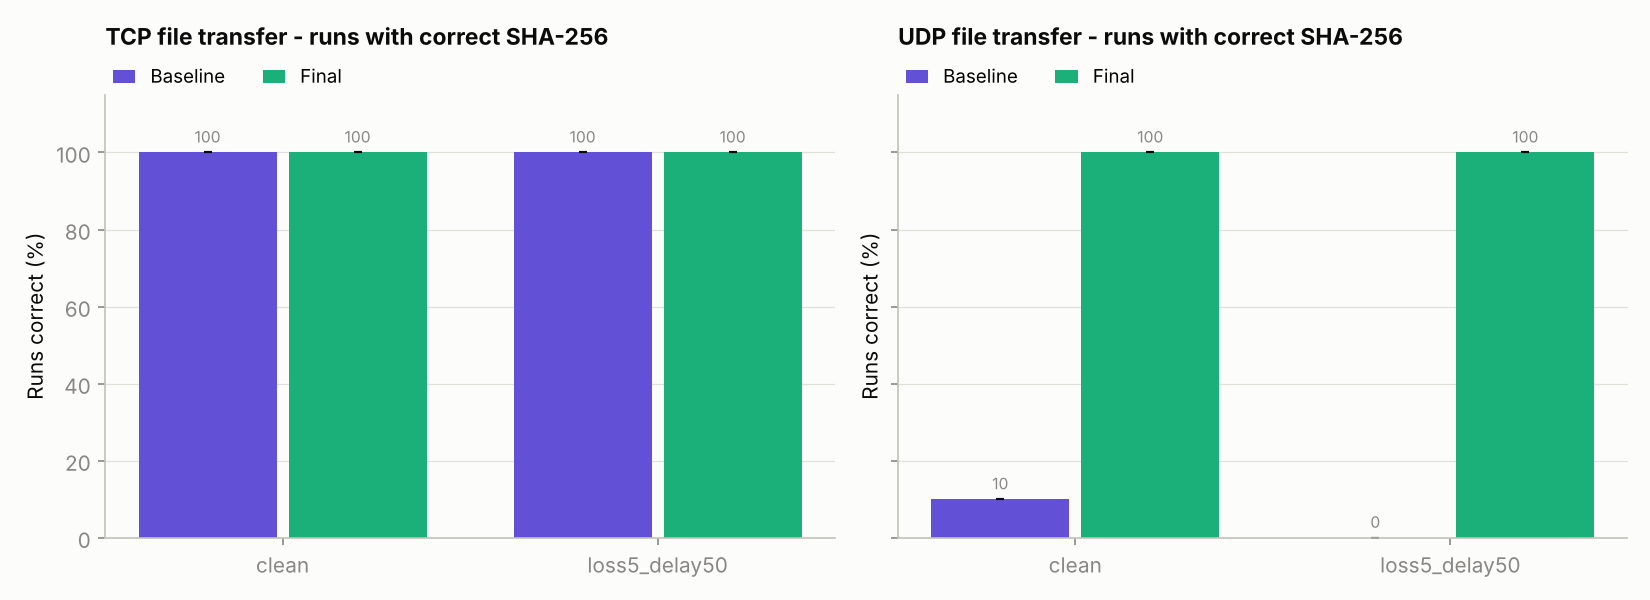 TCP file transfer - runs with correct SHA-256
Baseline
Final
Runs correct (%)
100
80
60
40
20
0
100
100
100
100
clean
loss5_delay50
UDP file transfer - runs with correct SHA-256
Baseline
Final
Runs correct (%)
10
100
0
100
clean
loss5_delay50